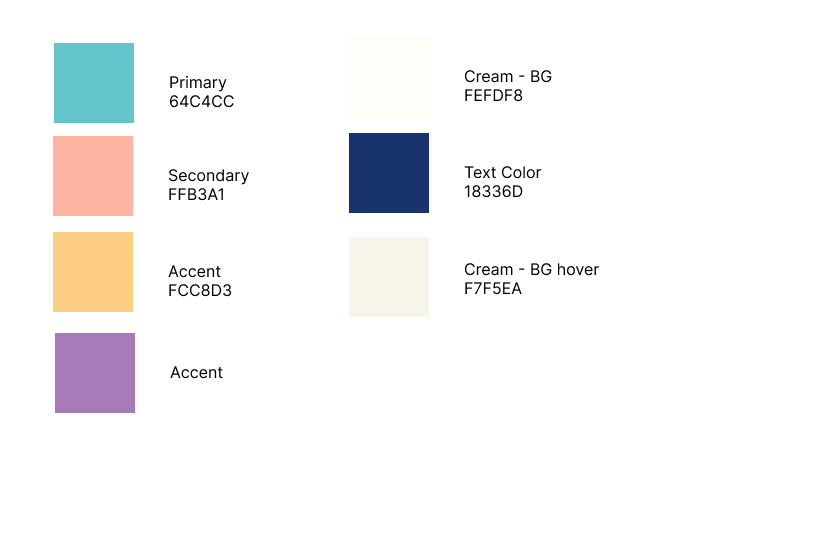 Primary
64C4CC
Secondary
FFB3A1
Accent
FCC8D3
Accent
Cream - BG
FEFDF8
Text Color
18336D
Cream - BG hover
F7F5EA